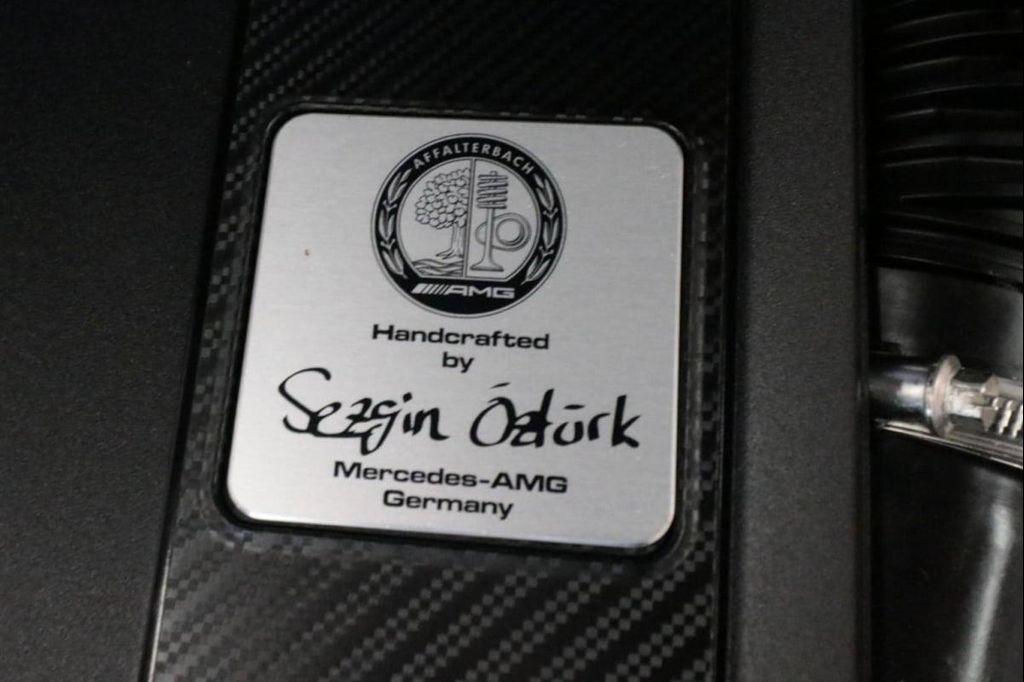 AFFALTERBACH
AMG
Handcrafted
by
Sezgin Öztürk
Mercedes-AMG
Germany